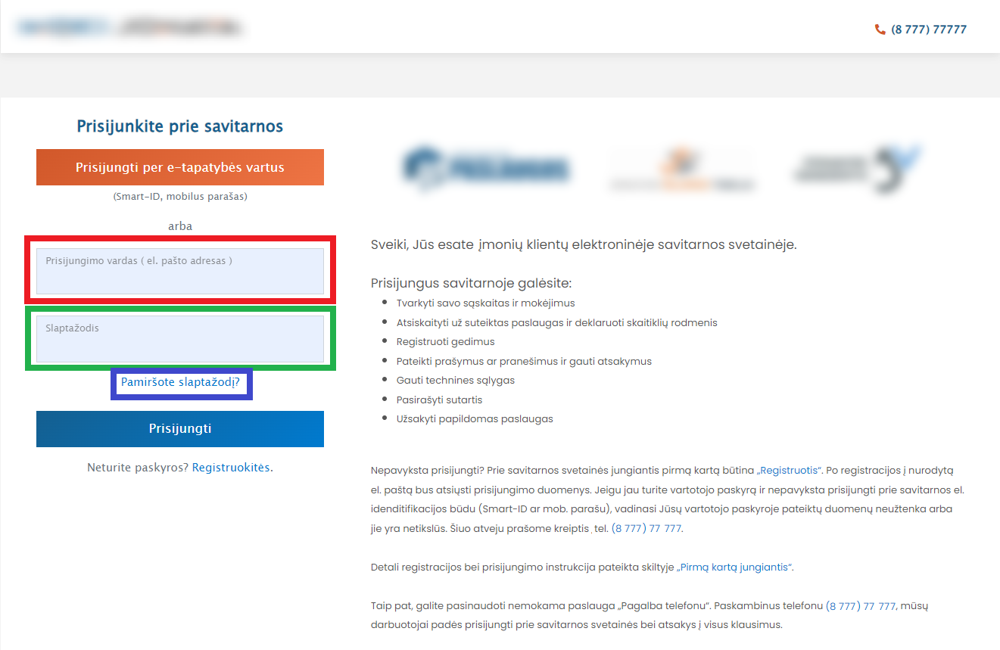 (8 777) 77777
Prisijunkite prie savitarnos
Prisijungti per e-tapatybės vartus
(Smart-ID, mobilus parašas)
arba
Prisijungimo vardas ( el. pašto adresas )
Slaptažodis
Pamiršote slaptažodį?
Prisijungti
Neturite paskyros? Registruokitės.
Sveiki, Jūs esate įmonių klientų elektroninėje savitarnos svetainėje.
Prisijungus savitarnoje galėsite:
• Tvarkyti savo sąskaitas ir mokėjimus
• Atsiskaityti už suteiktas paslaugas ir deklaruoti skaitiklių rodmenis
• Registruoti gedimus
• Pateikti prašymus ar pranešimus ir gauti atsakymus
• Gauti technines sąlygas
• Pasirašyti sutartis
• Užsakyti papildomas paslaugas
Nepavyksta prisijungti? Prie savitarnos svetainės jungiantis pirmą kartą būtina „Registruotis“. Po registracijos į nurodytą
el. paštą bus atsiųsti prisijungimo duomenys. Jeigu jau turite vartotojo paskyrą ir nepavyksta prisijungti prie savitarnos el.
idenditifikacijos būdu (Smart-ID ar mob. parašu), vadinasi Jūsų vartotojo paskyroje pateiktų duomenų neužtenka arba
jie yra netikslūs. Šiuo atveju prašome kreiptis , tel. (8 777) 77 777.
Detali registracijos bei prisijungimo instrukcija pateikta skiltyje „Pirmą kartą jungiantis“.
Taip pat, galite pasinaudoti nemokama paslauga „Pagalba telefonu“. Paskambinus telefonu (8 777) 77 777, mūsų
darbuotojai padės prisijungti prie savitarnos svetainės bei atsakys į visus klausimus.